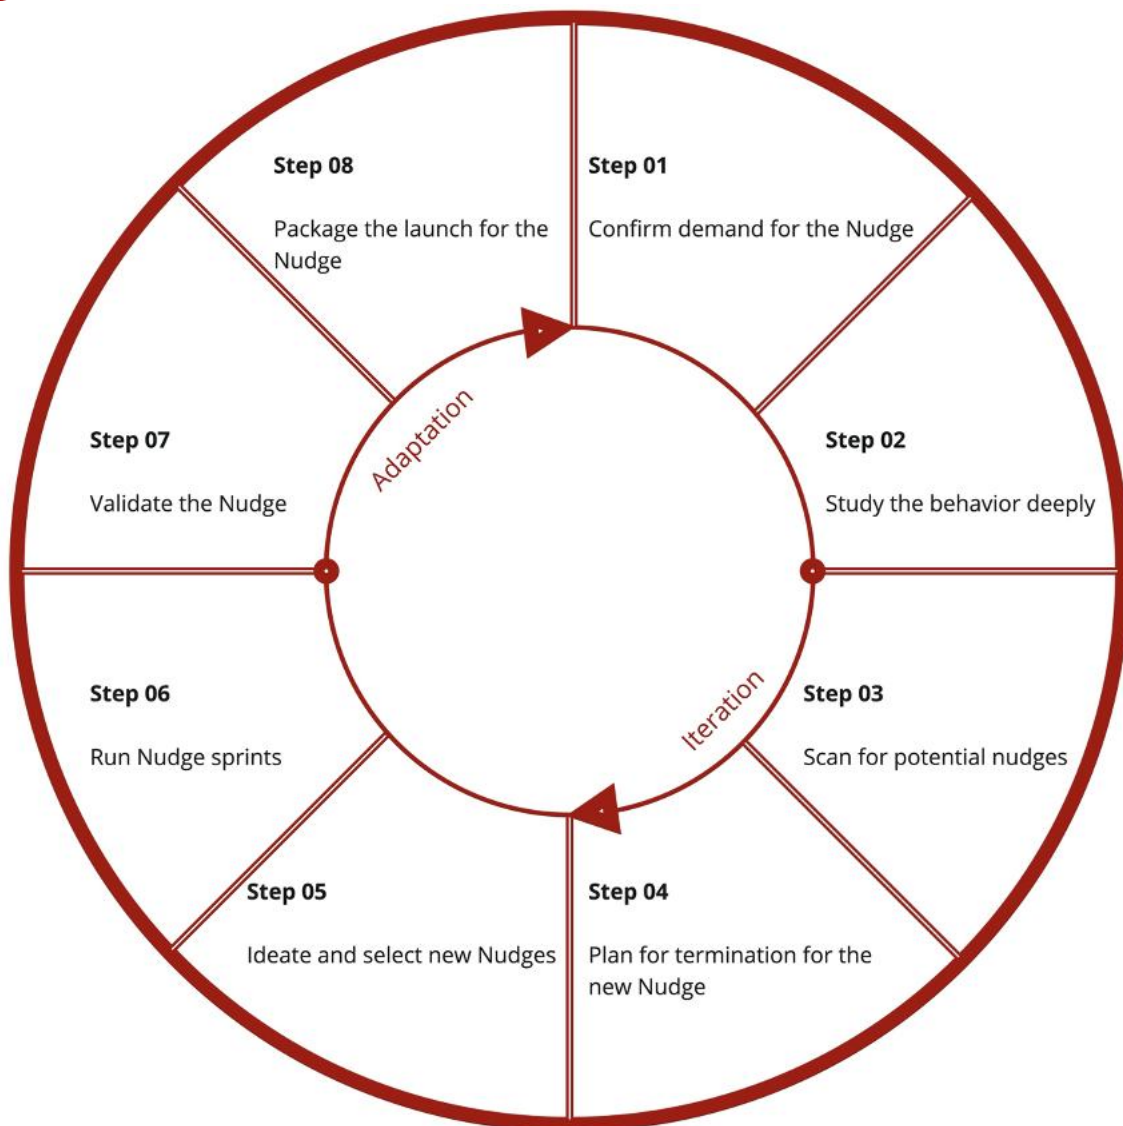 Step 01
Confirm demand for the Nudge
Step 02
Study the behavior deeply
Step 03
Scan for potential nudges
Step 04
Plan for termination for the
new Nudge
Step 05
Ideate and select new Nudges
Step 06
Run Nudge sprints
Step 07
Validate the Nudge
Step 08
Package the launch for the
Nudge
Adaptation
Iteration